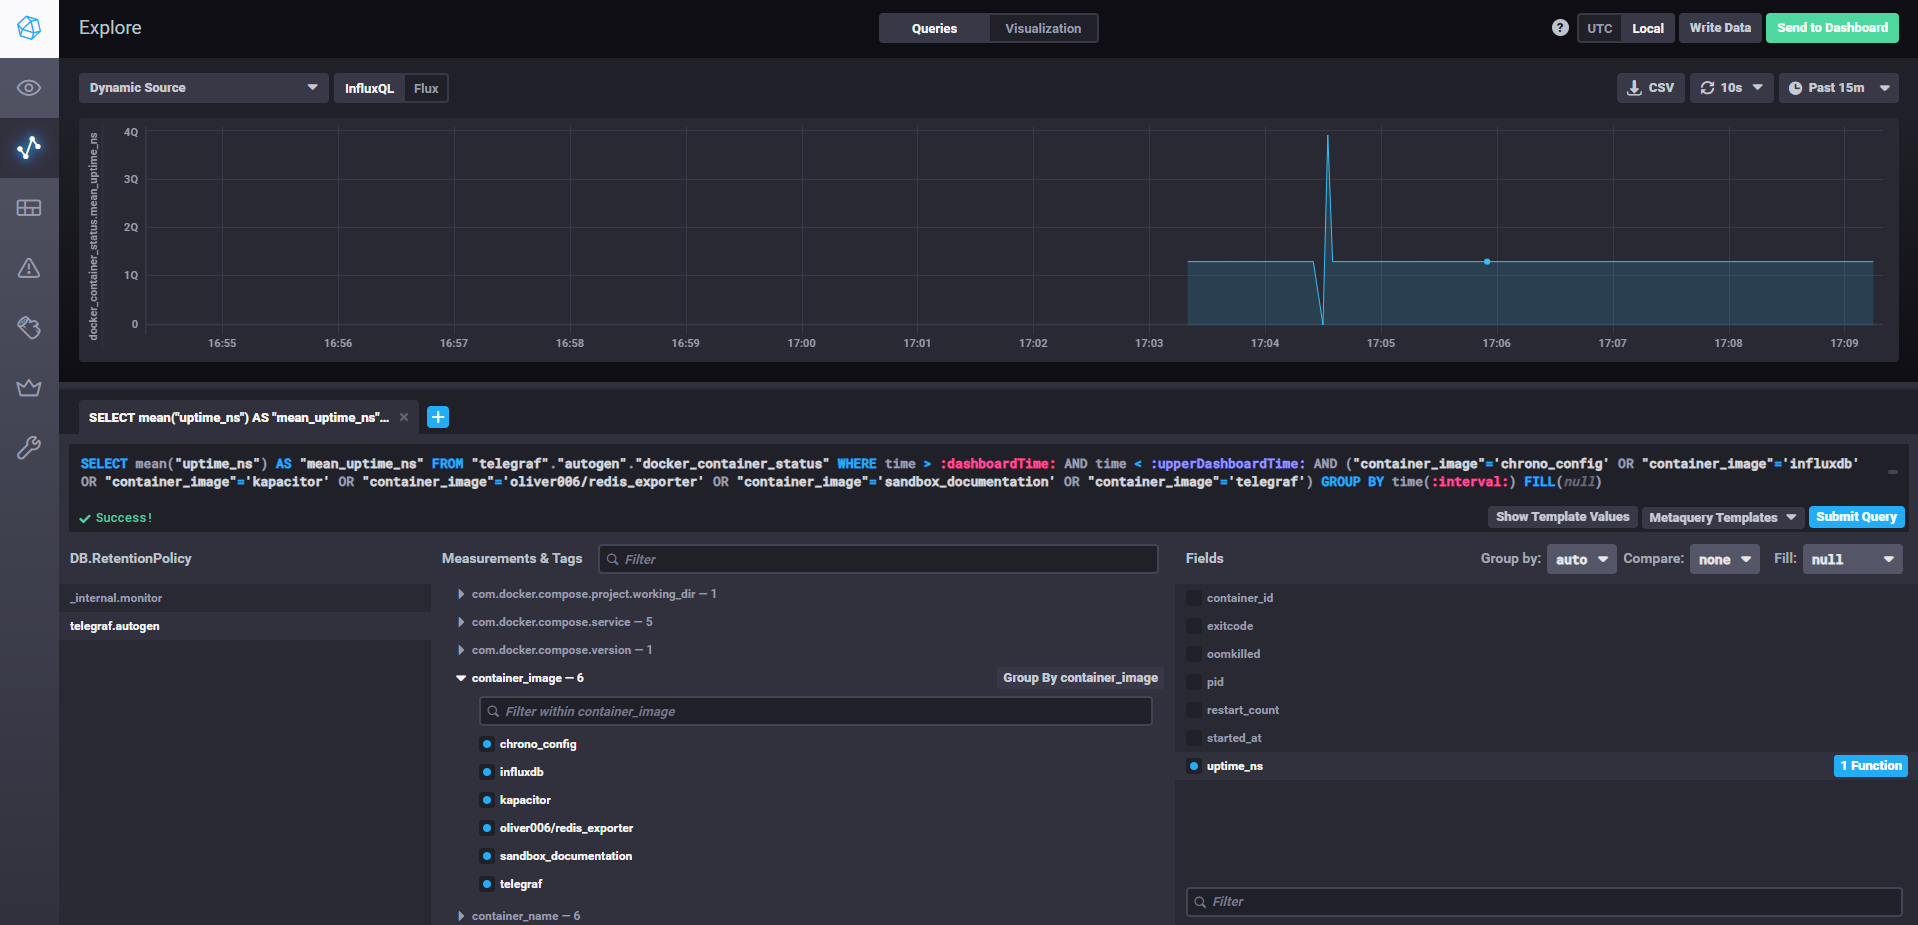 Explore
Queries
Visualization
?
UTC
Local
Write Data
Send to Dashboard
Dynamic Source
InfluxQL
Flux
CSV
10s
Past 15m
docker_container_status.mean_uptime_ns
4Q
3Q
2Q
1Q
0
16:55
16:56
16:57
16:58
16:59
17:00
17:01
17:02
17:03
17:04
17:05
17:06
17:07
17:08
17:09
SELECT mean("uptime_ns") AS "mean_uptime_ns"...
SELECT mean("uptime_ns") AS "mean_uptime_ns" FROM "telegraf"."autogen"."docker_container_status" WHERE time > :dashboardTime: AND time < :upperDashboardTime: AND ("container_image"='chrono_config' OR "container_image"='influxdb'
OR "container_image"='kapacitor' OR "container_image"='oliver006/redis_exporter' OR "container_image"='sandbox_documentation' OR "container_image"='telegraf') GROUP BY time(:interval:) FILL(null)
Success!
Show Template Values
Metaquery Templates
Submit Query
DB.RetentionPolicy
_internal.monitor
telegraf.autogen
Measurements & Tags
Filter
com.docker.compose.project.working_dir — 1
com.docker.compose.service — 5
com.docker.compose.version — 1
container_image — 6
Group By container_image
Filter within container_image
chrono_config
influxdb
kapacitor
oliver006/redis_exporter
sandbox_documentation
telegraf
container_name — 6
Fields
Group by:
auto
Compare:
none
Fill:
null
container_id
exitcode
oomkilled
pid
restart_count
started_at
uptime_ns
1 Function
Filter